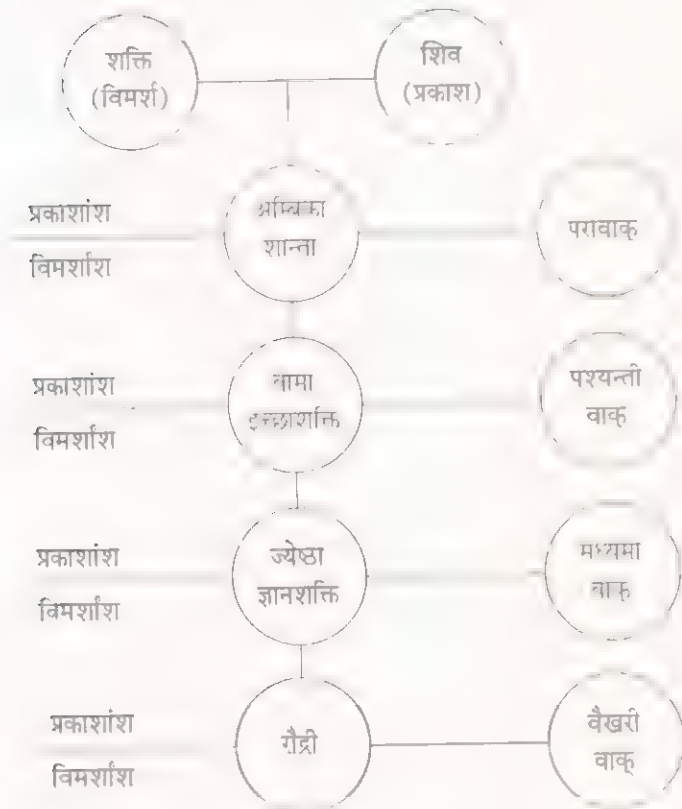 शक्ति
(विमर्श)
शिव
(प्रकाश)
प्रकाशांश
विमर्शांश
अम्बिका
शान्ता
परावाक्
प्रकाशांश
विमर्शांश
वामा
इच्छाशक्ति
पश्यन्ती
वाक्
प्रकाशांश
विमर्शांश
ज्येष्ठा
ज्ञानशक्ति
मध्यमा
वाक्
प्रकाशांश
विमर्शांश
रौद्री
वैखरी
वाक्